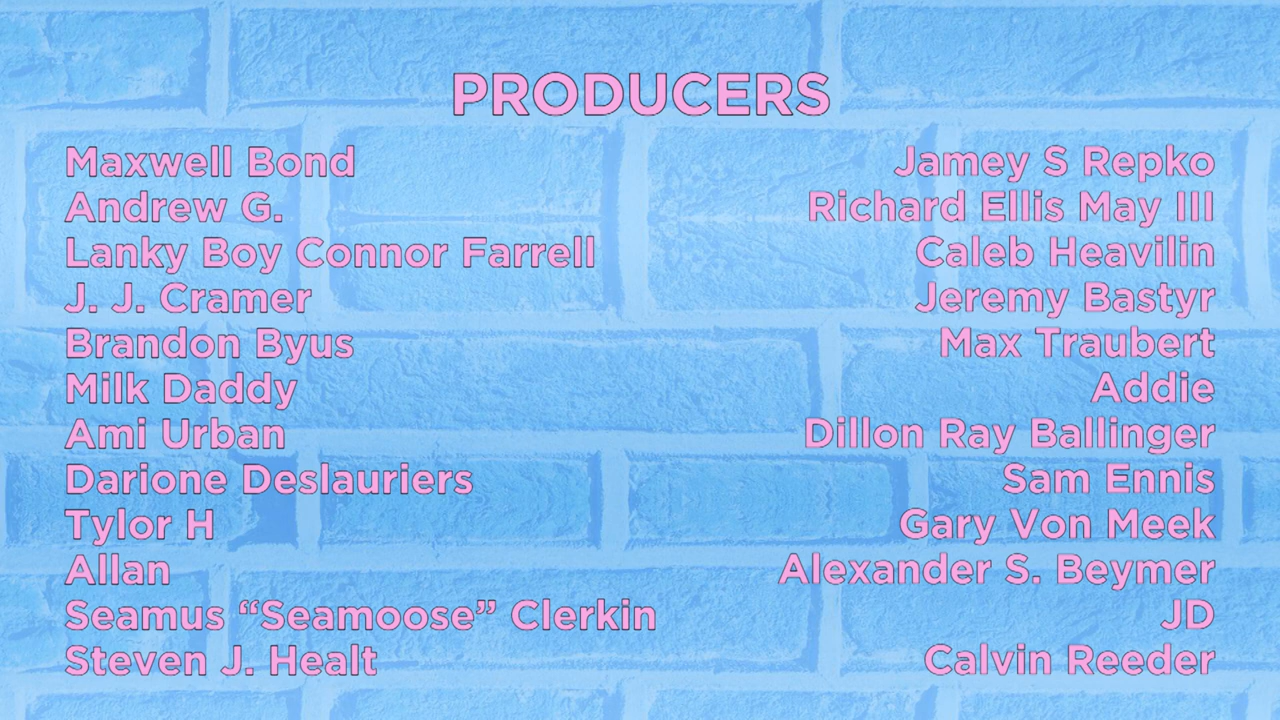 PRODUCERS
Maxwell Bond
Andrew G.
Lanky Boy Connor Farrell
J. J. Cramer
Brandon Byus
Milk Daddy
Ami Urban
Darione Deslauriers
Tylor H
Allan
Seamus “Seamoose” Clerkin
Steven J. Healt
Jamey S Repko
Richard Ellis May III
Caleb Heavilin
Jeremy Bastyr
Max Traubert
Addie
Dillon Ray Ballinger
Sam Ennis
Gary Von Meek
Alexander S. Beymer
JD
Calvin Reeder